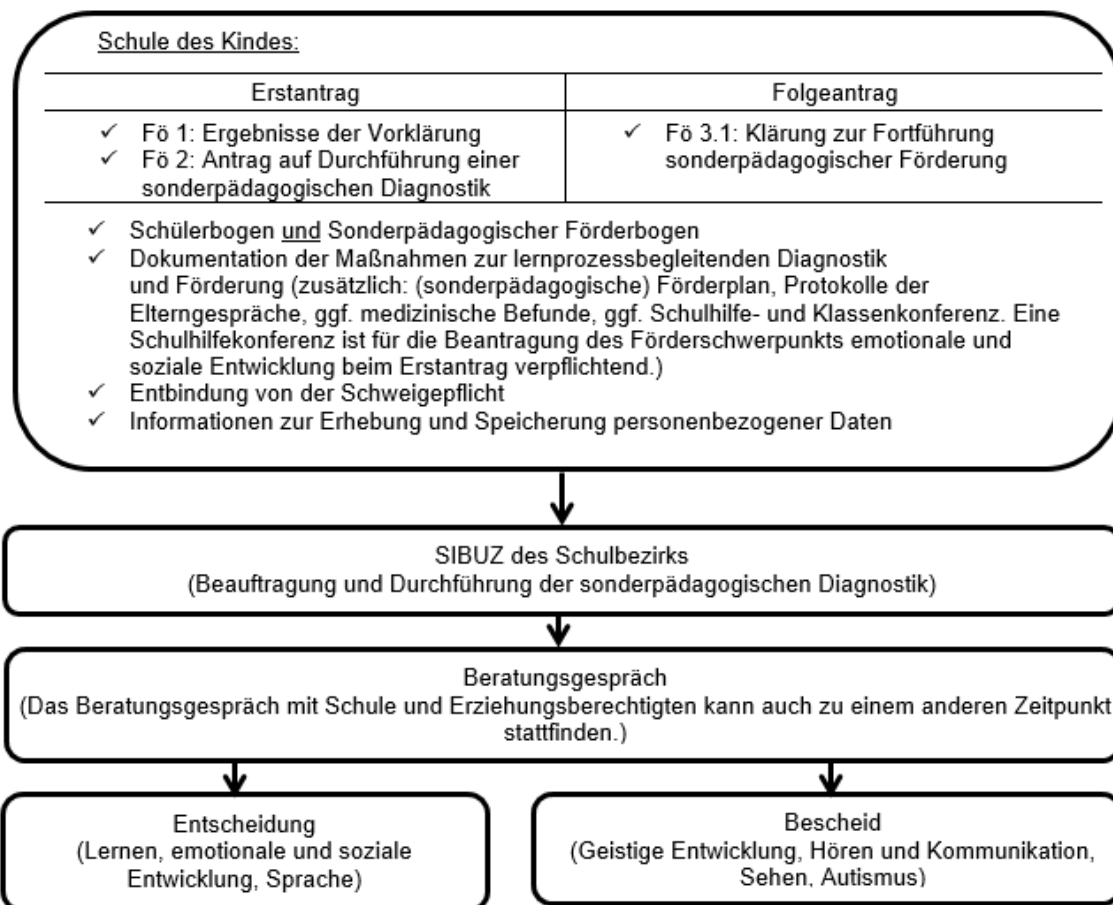 Schule des Kindes:
Erstantrag
Folgeantrag
✓ Fö 1: Ergebnisse der Vorklärung
✓ Fö 2: Antrag auf Durchführung einer
sonderpädagogischen Diagnostik
✓ Fö 3.1: Klärung zur Fortführung
sonderpädagogischer Förderung
✓ Schülerbogen und Sonderpädagogischer Förderbogen
✓ Dokumentation der Maßnahmen zur lernprozessbegleitenden Diagnostik
und Förderung (zusätzlich: (sonderpädagogische) Förderplan, Protokolle der
Elterngespräche, ggf. medizinische Befunde, ggf. Schulhilfe- und Klassenkonferenz. Eine
Schulhilfekonferenz ist für die Beantragung des Förderschwerpunkts emotionale und
soziale Entwicklung beim Erstantrag verpflichtend.)
✓ Entbindung von der Schweigepflicht
✓ Informationen zur Erhebung und Speicherung personenbezogener Daten
SIBUZ des Schulbezirks
(Beauftragung und Durchführung der sonderpädagogischen Diagnostik)
Beratungsgespräch
(Das Beratungsgespräch mit Schule und Erziehungsberechtigten kann auch zu einem anderen Zeitpunkt
stattfinden.)
Entscheidung
(Lernen, emotionale und soziale
Entwicklung, Sprache)
Bescheid
(Geistige Entwicklung, Hören und Kommunikation,
Sehen, Autismus)